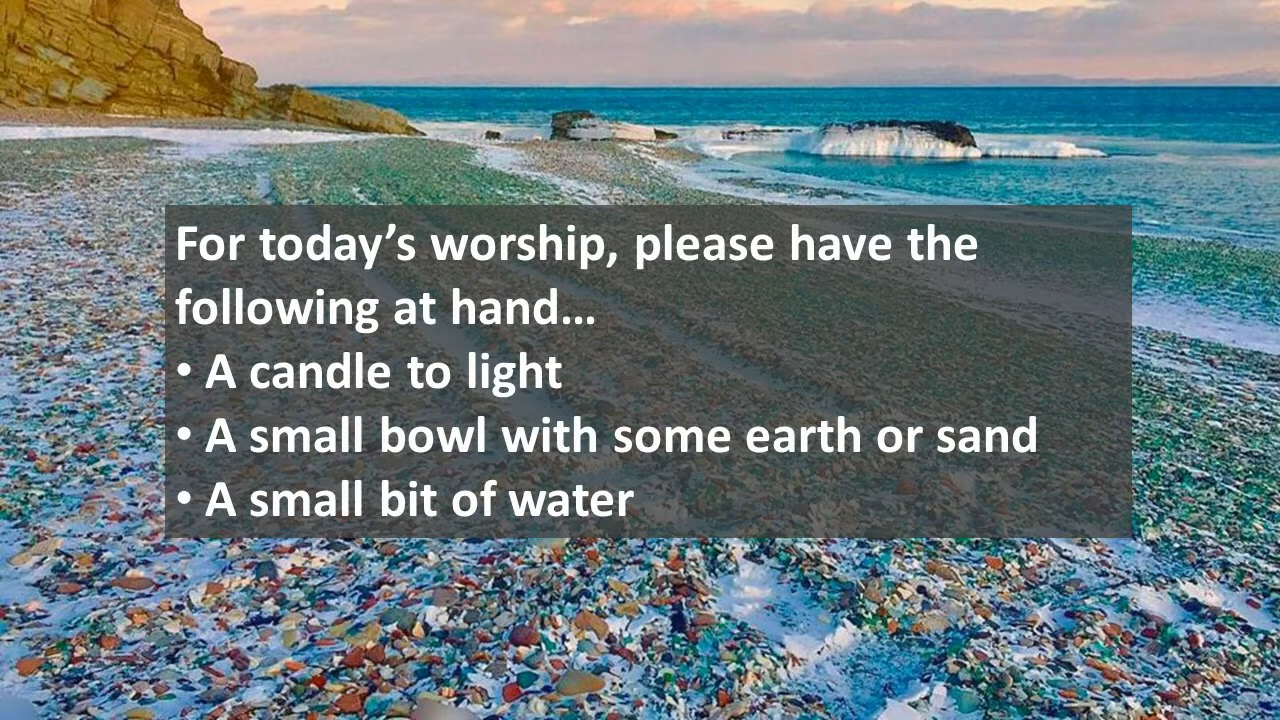 For today’s worship, please have the
following at hand…
• A candle to light
• A small bowl with some earth or sand
• A small bit of water